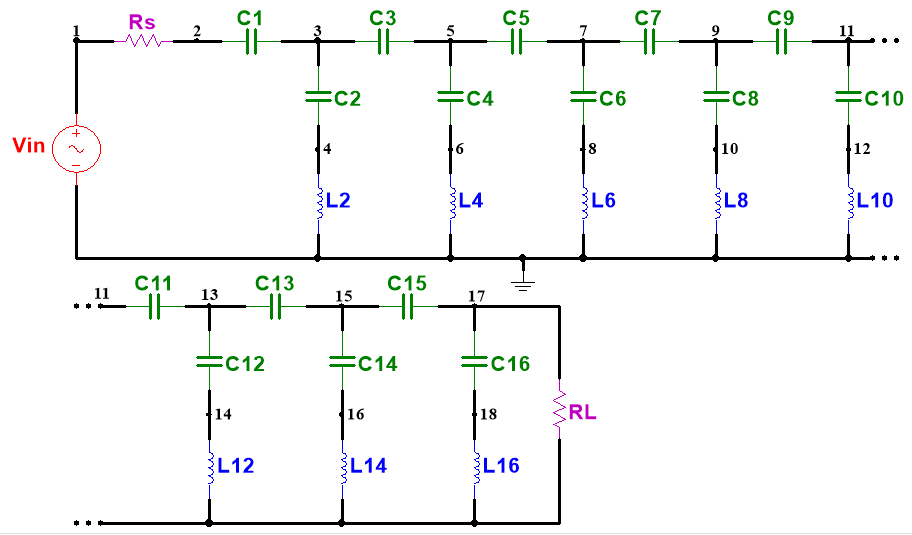 C1 C3 C5 C7 C9
Rs
1 2 3 5 7 9 11
C2 C4 C6 C8 C10
Vin
4 6 8 10 12
L2 L4 L6 L8 L10
C11 C13 C15
11 13 15 17
C12 C14 C16
14 16 18
RL
L12 L14 L16